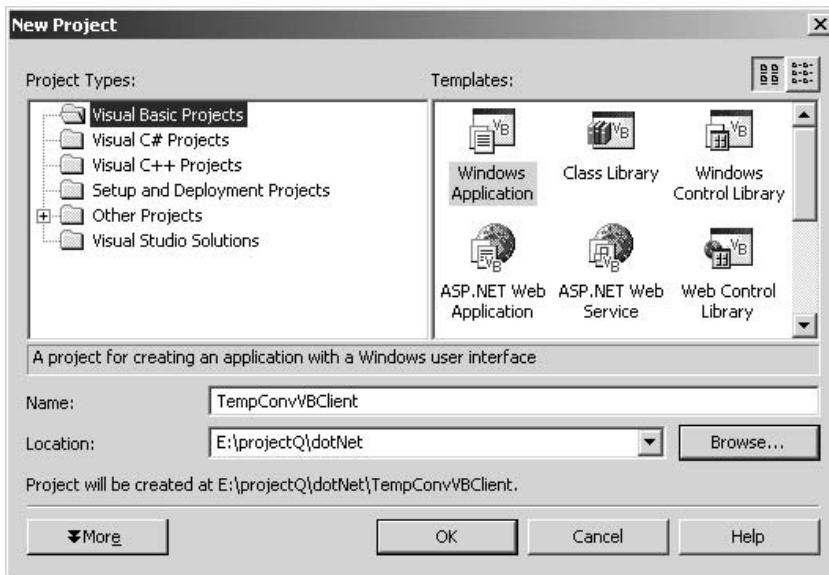 New Project
Project Types:
Templates:
Visual Basic Projects
Visual C# Projects
Visual C++ Projects
Setup and Deployment Projects
Other Projects
Visual Studio Solutions
Windows
Application
Class Library
Windows
Control Library
ASP.NET Web
Application
ASP.NET Web
Service
Web Control
Library
A project for creating an application with a Windows user interface
Name:
TempConvVBClient
Location:
E:\projectQ\dotNet
Browse...
Project will be created at E:\projectQ\dotNet\TempConvVBClient.
More
OK
Cancel
Help